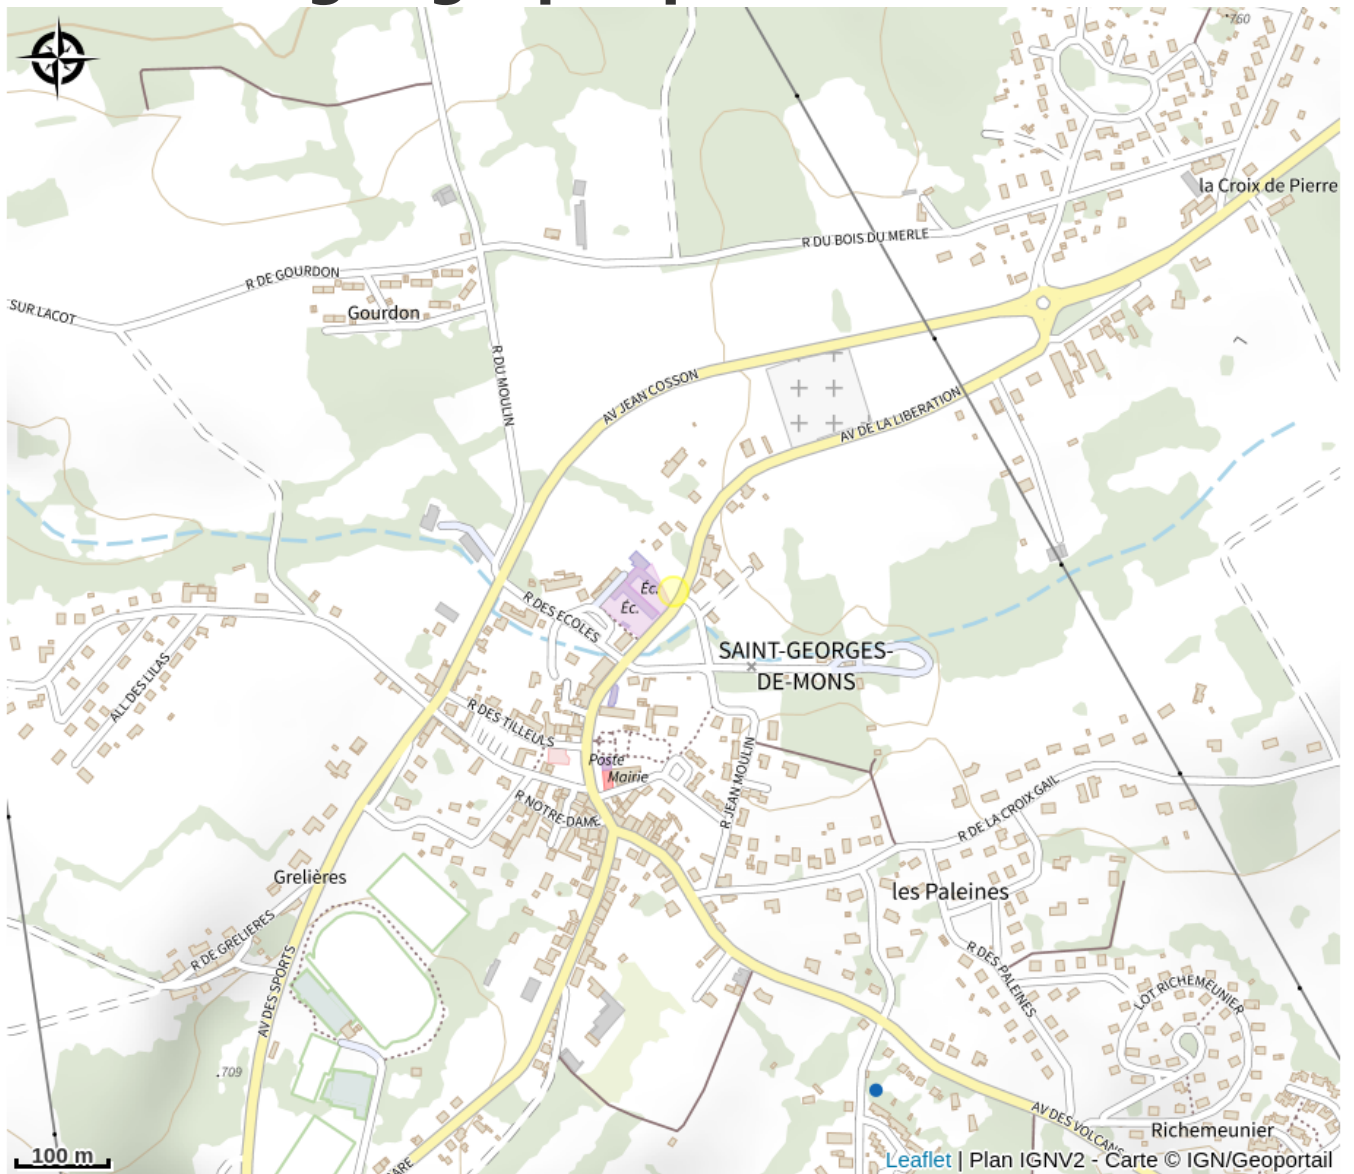 760
la Croix de Pierre
R DU BOIS DU MERLE
R DE GOURDON
SUR LACOT
Gourdon
R DU MOULIN
AV JEAN COSSON
AV DE LA LIBERATION
Éc.
Éc.
R DES ECOLES
SAINT-GEORGES-
DE-MONS
ALL DES LILAS
R DES TILLEULS
Poste
Mairie
R JEAN MOULIN
R NOTRE-DAME
R DE LA CROIX GAIL
Grelières
les Paleines
R DE GRELIERES
AV DES SPORTS
R DES PALEINES
LOT RICHEMEUNIER
709
AV DES VOLCANS
Richemeunier
100 m
Leaflet | Plan IGNV2 - Carte © IGN/Geoportail